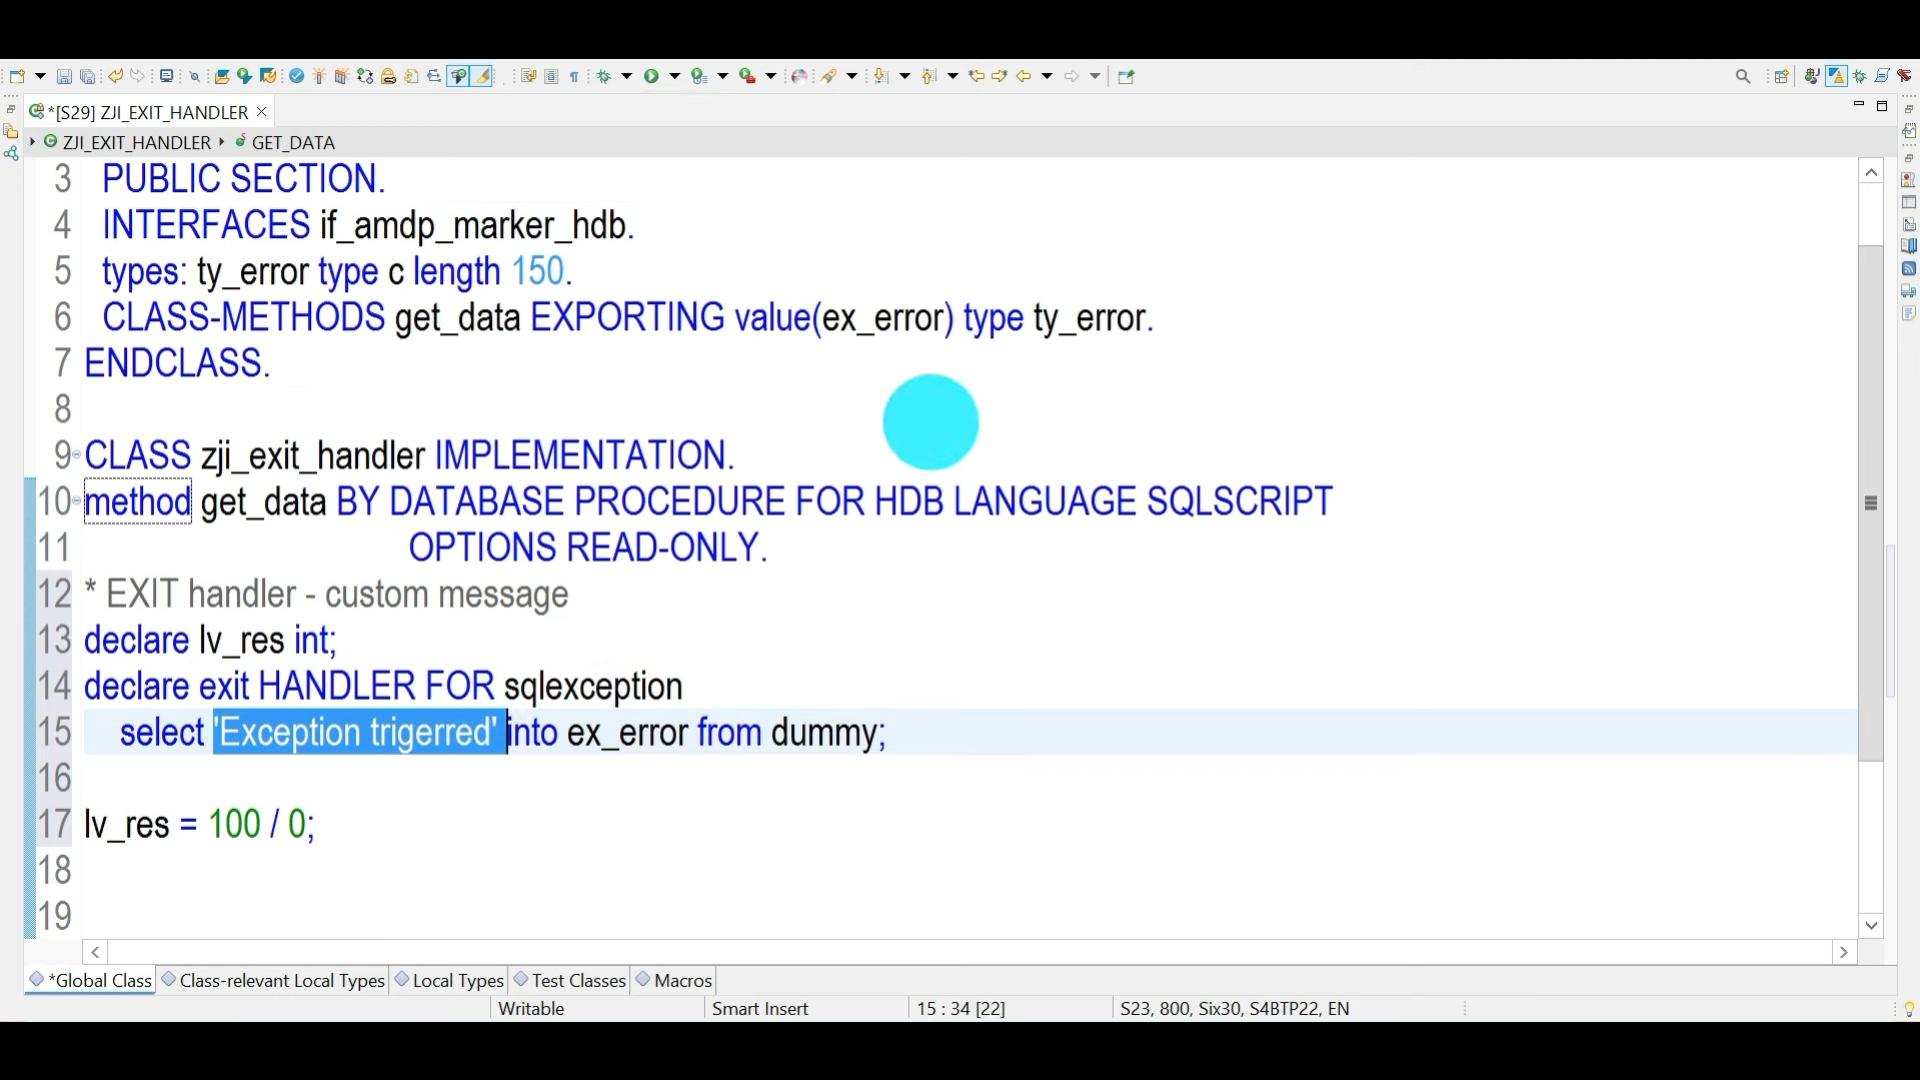 *[S29] ZJI_EXIT_HANDLER
ZJI_EXIT_HANDLER GET_DATA
3 PUBLIC SECTION.
4 INTERFACES if_amdp_marker_hdb.
5 types: ty_error type c length 150.
6 CLASS-METHODS get_data EXPORTING value(ex_error) type ty_error.
7 ENDCLASS.
8
9 CLASS zji_exit_handler IMPLEMENTATION.
10 method get_data BY DATABASE PROCEDURE FOR HDB LANGUAGE SQLSCRIPT
11 OPTIONS READ-ONLY.
12 * EXIT handler - custom message
13 declare lv_res int;
14 declare exit HANDLER FOR sqlexception
15 select 'Exception trigerred' into ex_error from dummy;
16
17 lv_res = 100 / 0;
18
19
*Global Class Class-relevant Local Types Local Types Test Classes Macros
Writable Smart Insert 15 : 34 [22] S23, 800, Six30, S4BTP22, EN